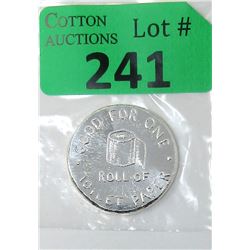 COTTON
AUCTIONS
Lot #
241
GOOD FOR ONE
ROLL OF
TOILET PAPER